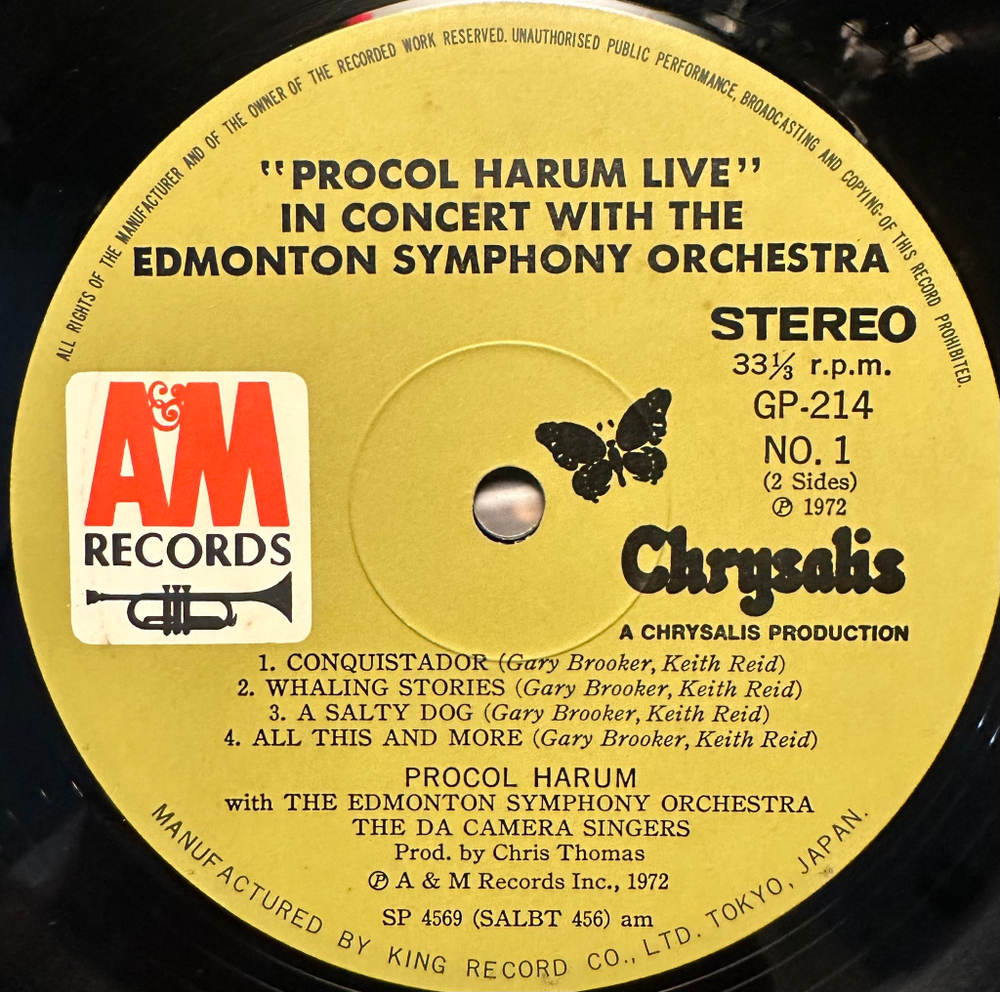 ALL RIGHTS OF THE MANUFACTURER AND OF THE OWNER OF THE RECORDED WORK RESERVED. UNAUTHORISED PUBLIC PERFORMANCE, BROADCASTING AND COPYING- OF THIS RECORD PROHIBITED.
"PROCOL HARUM LIVE"
IN CONCERT WITH THE
EDMONTON SYMPHONY ORCHESTRA
STEREO
33⅓ r.p.m.
GP-214
NO. 1
(2 Sides)
℗ 1972
A&M
RECORDS
Chrysalis
A CHRYSALIS PRODUCTION
1. CONQUISTADOR (Gary Brooker, Keith Reid)
2. WHALING STORIES (Gary Brooker, Keith Reid)
3. A SALTY DOG (Gary Brooker, Keith Reid)
4. ALL THIS AND MORE (Gary Brooker, Keith Reid)
PROCOL HARUM
with THE EDMONTON SYMPHONY ORCHESTRA
THE DA CAMERA SINGERS
Prod. by Chris Thomas
℗ A & M Records Inc., 1972
SP 4569 (SALBT 456) am
MANUFACTURED BY KING RECORD CO., LTD. TOKYO, JAPAN.